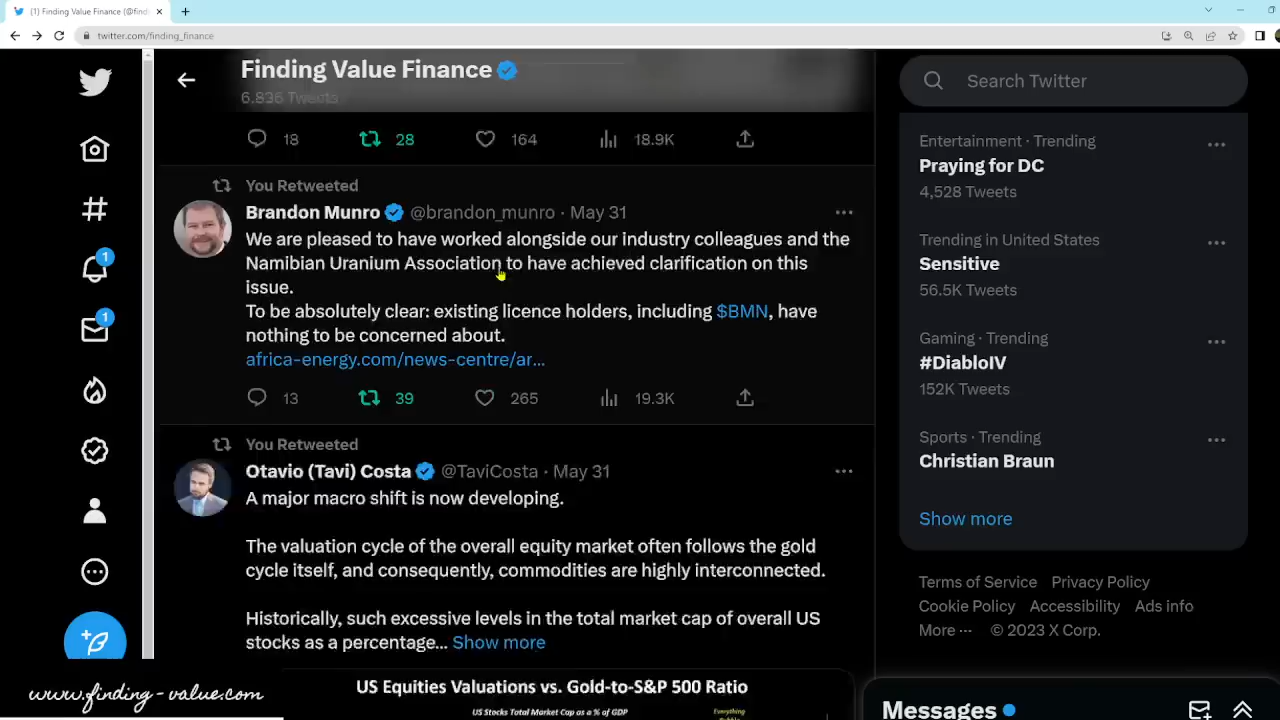 (1) Finding Value Finance (@find
twitter.com/finding_finance
Finding Value Finance
6,836 Tweets
18 28 164 18.9K
You Retweeted
Brandon Munro @brandon_munro · May 31
We are pleased to have worked alongside our industry colleagues and the
Namibian Uranium Association to have achieved clarification on this
issue.
To be absolutely clear: existing licence holders, including $BMN, have
nothing to be concerned about.
africa-energy.com/news-centre/ar...
13 39 265 19.3K
You Retweeted
Otavio (Tavi) Costa @TaviCosta · May 31
A major macro shift is now developing.
The valuation cycle of the overall equity market often follows the gold
cycle itself, and consequently, commodities are highly interconnected.
Historically, such excessive levels in the total market cap of overall US
stocks as a percentage... Show more
US Equities Valuations vs. Gold-to-S&P 500 Ratio
US Stocks Total Market Cap as a % of GDP
Everything
1
1
www.finding-value.com
Search Twitter
Entertainment · Trending
Praying for DC
4,528 Tweets
Trending in United States
Sensitive
56.5K Tweets
Gaming · Trending
#DiabloIV
152K Tweets
Sports · Trending
Christian Braun
Show more
Terms of Service Privacy Policy
Cookie Policy Accessibility Ads info
More ··· © 2023 X Corp.
Messages